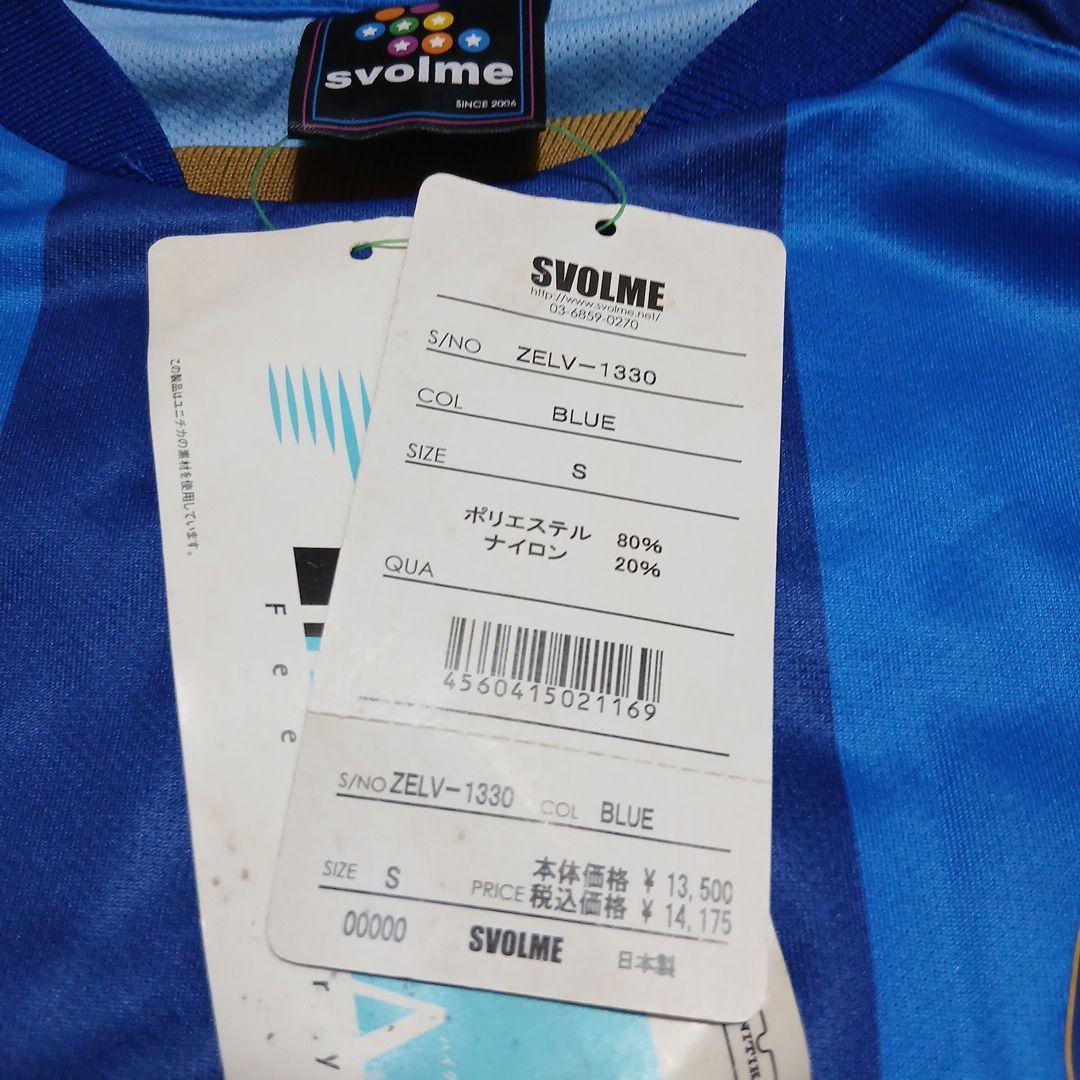 svolme
SINCE 2006
SVOLME
http://www.svolme.net/
03-6859-0270
S/NO ZELV-1330
COL BLUE
SIZE S
ポリエステル 80%
ナイロン 20%
QUA
4560415021169
S/NO ZELV-1330 COL BLUE
SIZE S PRICE 本体価格 ¥ 13,500
税込価格 ¥ 14,175
00000 SVOLME 日本製
この製品はユニチカの素材を使用しています。
F e e
r y